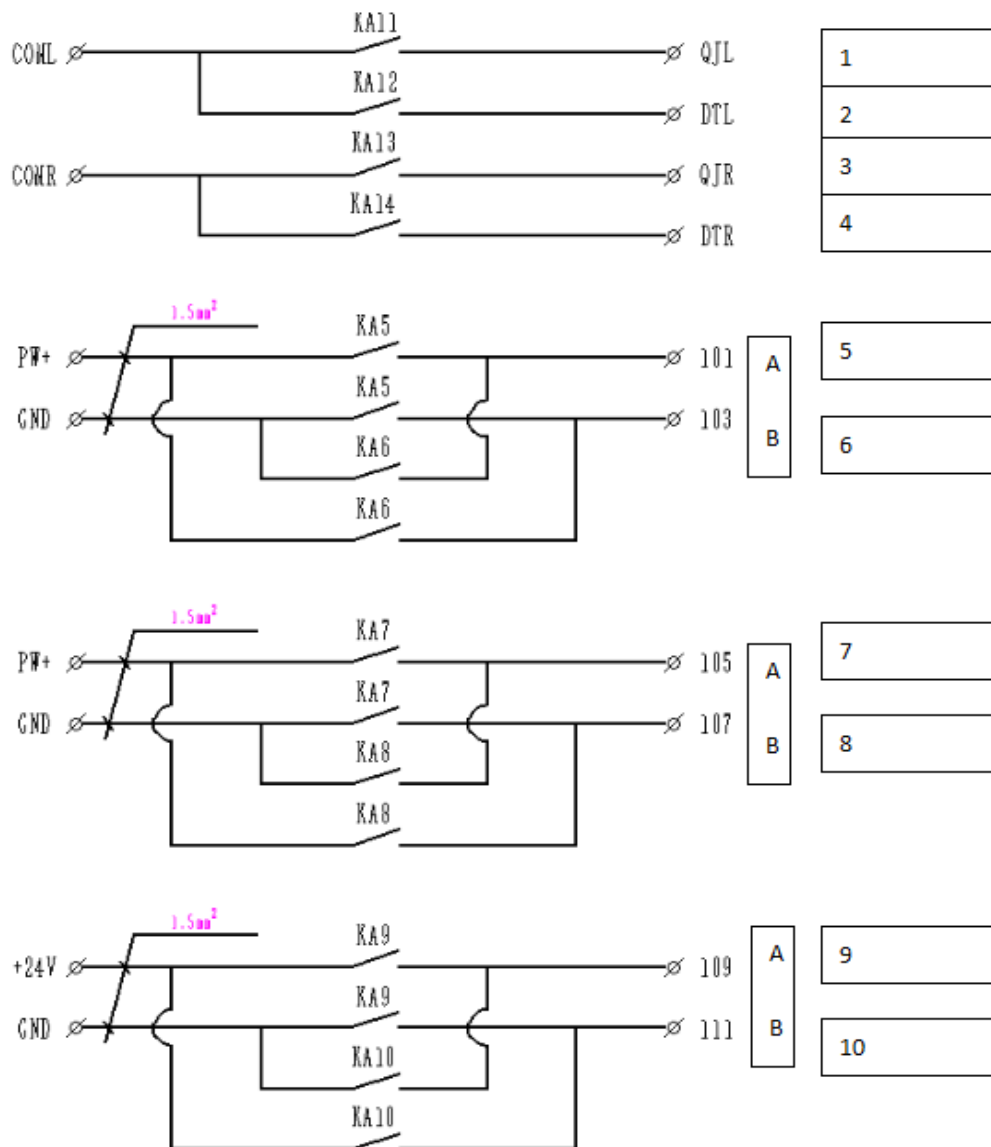 KA11
COML QJL 1
KA12
DTL 2
KA13
COMR QJR 3
KA14
DTR 4
1.5mm²
KA5
PW+ 101 A 5
KA5
GND 103 B 6
KA6
KA6
1.5mm²
KA7
PW+ 105 A 7
KA7
GND 107 B 8
KA8
KA8
1.5mm²
KA9
+24V 109 A 9
KA9
GND 111 B 10
KA10
KA10